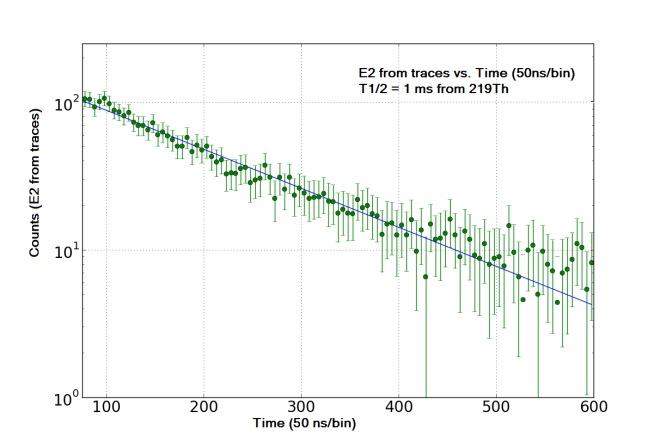 E2 from traces vs. Time (50ns/bin)
T1/2 = 1 ms from 219Th
Counts (E2 from traces)
10²
10¹
10⁰
100 200 300 400 500 600
Time (50 ns/bin)